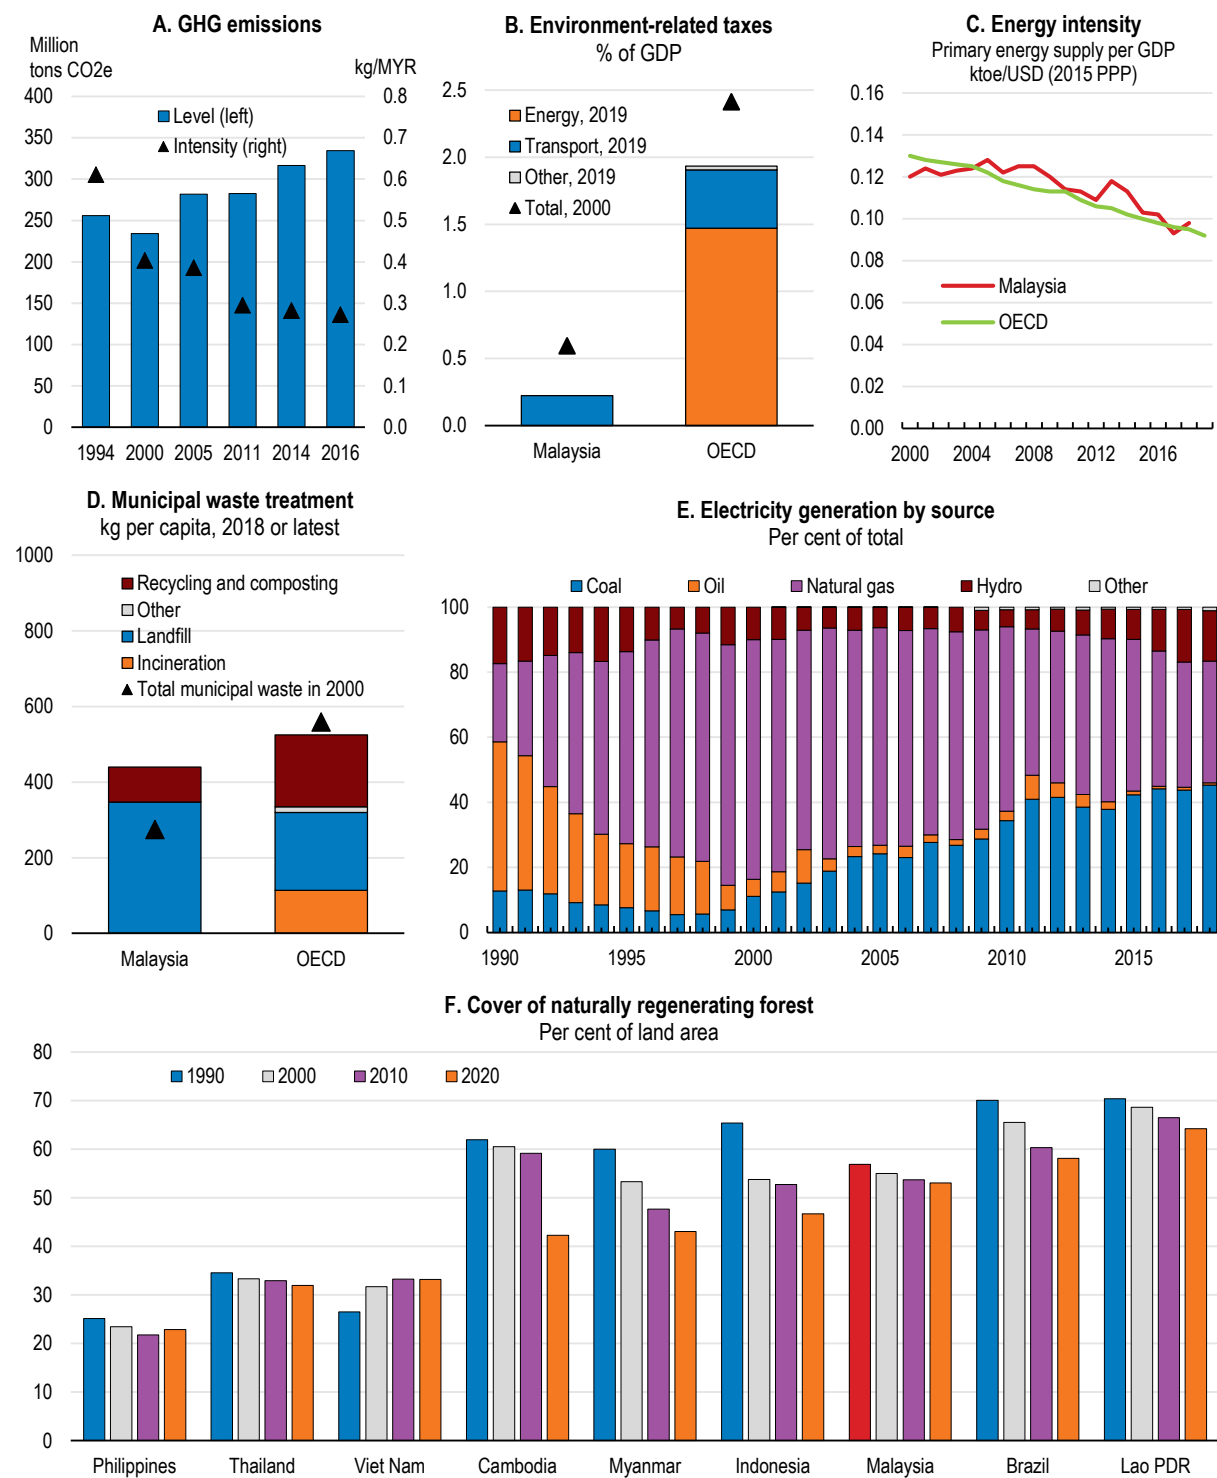 A. GHG emissions
Million
tons CO2e
kg/MYR
400
350
300
250
200
150
100
50
0
0.8
0.7
0.6
0.5
0.4
0.3
0.2
0.1
0.0
Level (left)
Intensity (right)
1994 2000 2005 2011 2014 2016
B. Environment-related taxes
% of GDP
2.5
2.0
1.5
1.0
0.5
0.0
Energy, 2019
Transport, 2019
Other, 2019
Total, 2000
Malaysia OECD
C. Energy intensity
Primary energy supply per GDP
ktoe/USD (2015 PPP)
0.16
0.14
0.12
0.10
0.08
0.06
0.04
0.02
0.00
Malaysia
OECD
2000 2004 2008 2012 2016
D. Municipal waste treatment
kg per capita, 2018 or latest
1000
800
600
400
200
0
Recycling and composting
Other
Landfill
Incineration
Total municipal waste in 2000
Malaysia OECD
E. Electricity generation by source
Per cent of total
Coal Oil Natural gas Hydro Other
100
80
60
40
20
0
1990 1995 2000 2005 2010 2015
F. Cover of naturally regenerating forest
Per cent of land area
80
70
60
50
40
30
20
10
0
1990 2000 2010 2020
Philippines Thailand Viet Nam Cambodia Myanmar Indonesia Malaysia Brazil Lao PDR